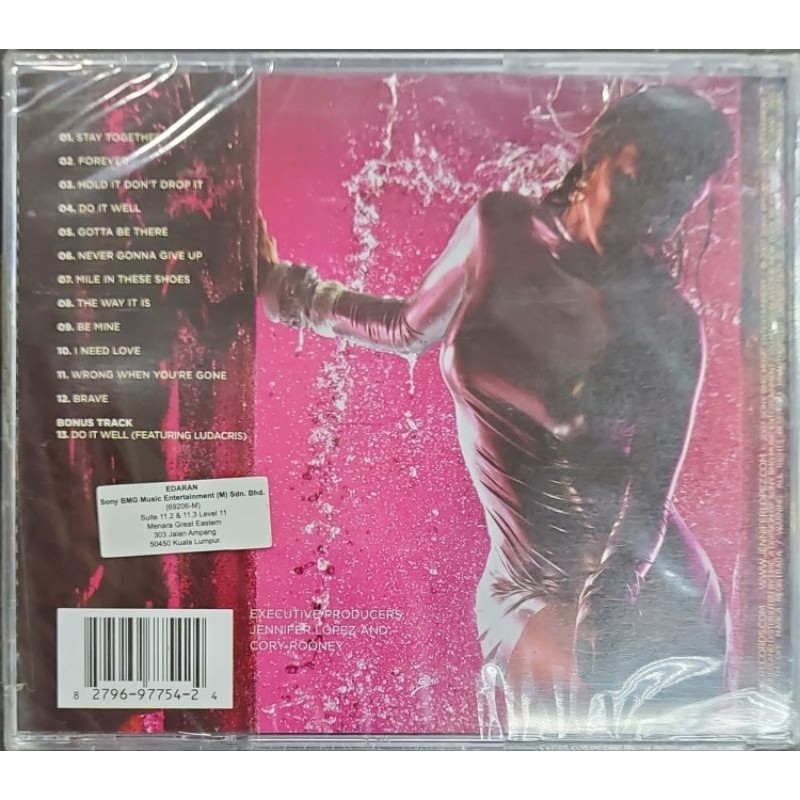 01. STAY TOGETHER
02. FOREVER
03. HOLD IT DON'T DROP IT
04. DO IT WELL
05. GOTTA BE THERE
06. NEVER GONNA GIVE UP
07. MILE IN THESE SHOES
08. THE WAY IT IS
09. BE MINE
10. I NEED LOVE
11. WRONG WHEN YOU'RE GONE
12. BRAVE
BONUS TRACK
13. DO IT WELL (FEATURING LUDACRIS)
EDARAN
Sony BMG Music Entertainment (M) Sdn. Bhd.
(69206-M)
Suite 11.2 & 11.3 Level 11
Menara Great Eastern
303 Jalan Ampang
50450 Kuala Lumpur.
EXECUTIVE PRODUCERS:
JENNIFER LOPEZ AND
CORY ROONEY
8 2796-97754-2 4
WWW.JENNIFERLOPEZ.COM